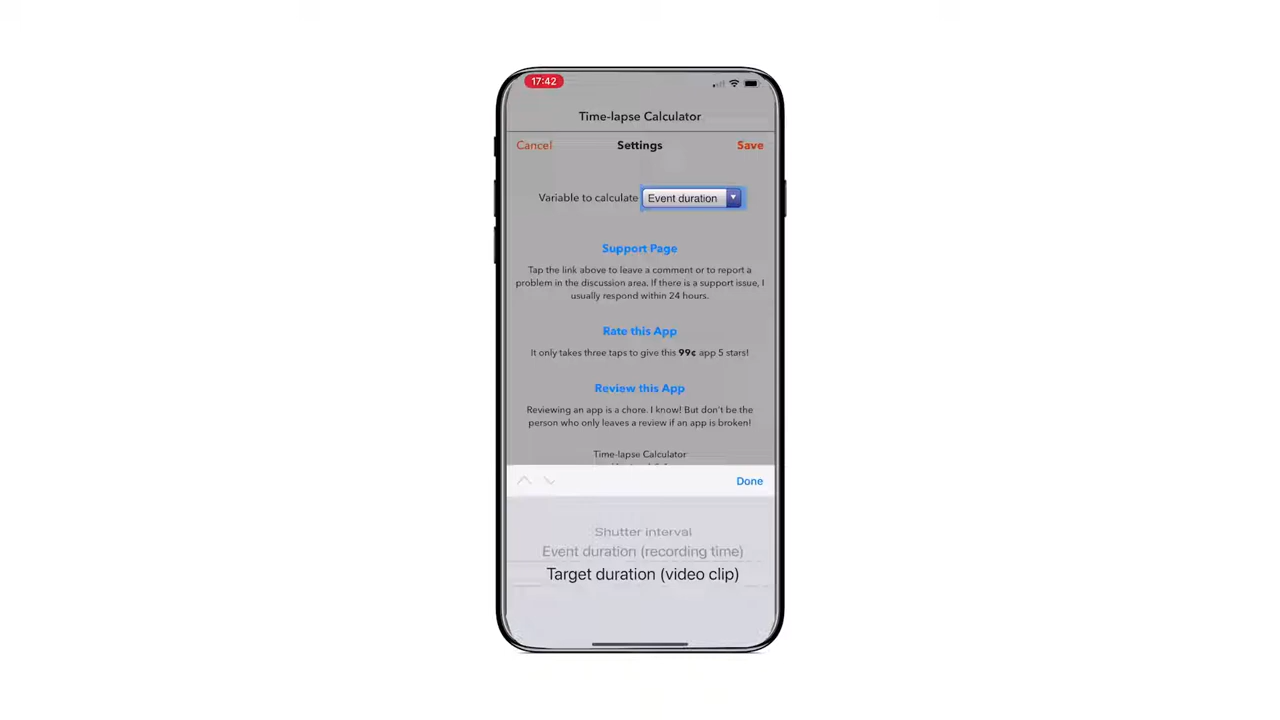 17:42
Time-lapse Calculator
Cancel Settings Save
Variable to calculate Event duration
Support Page
Tap the link above to leave a comment or to report a
problem in the discussion area. If there is a support issue, I
usually respond within 24 hours.
Rate this App
It only takes three taps to give this 99¢ app 5 stars!
Review this App
Reviewing an app is a chore. I know! But don't be the
person who only leaves a review if an app is broken!
Time-lapse Calculator
Done
Shutter interval
Event duration (recording time)
Target duration (video clip)